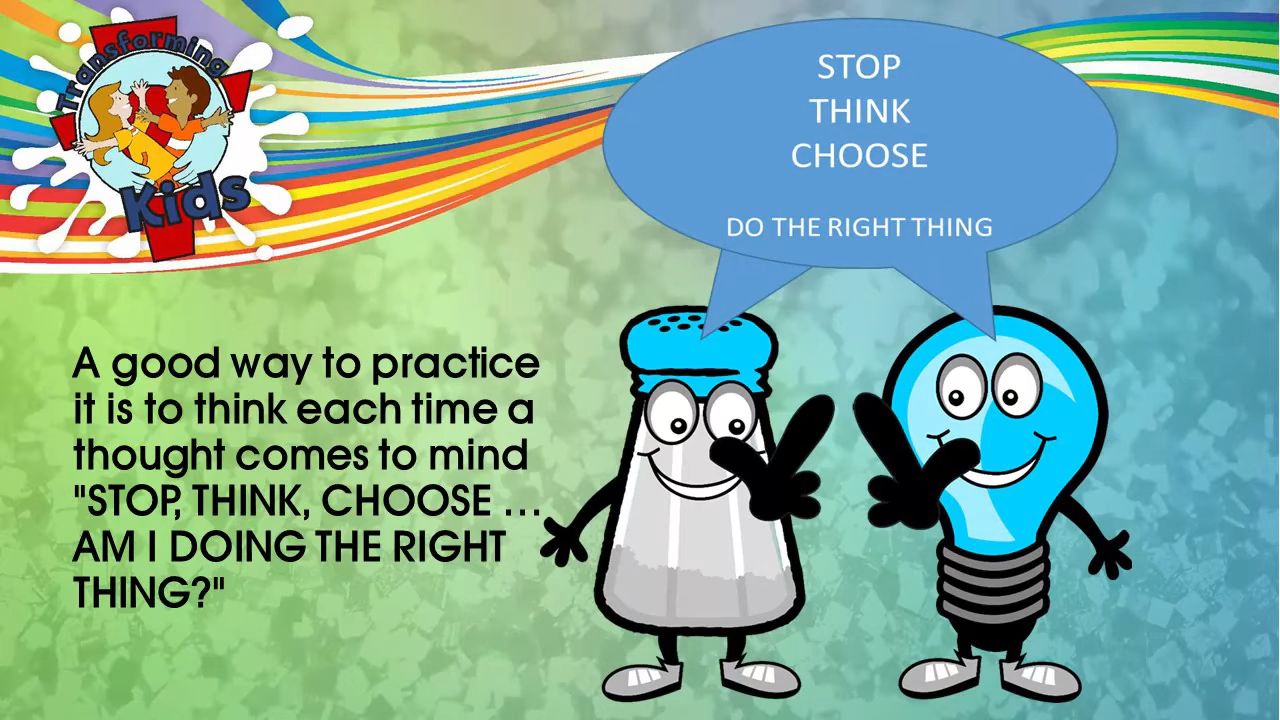 Transforming
Kids
STOP
THINK
CHOOSE
DO THE RIGHT THING
A good way to practice
it is to think each time a
thought comes to mind
"STOP, THINK, CHOOSE ...
AM I DOING THE RIGHT
THING?"